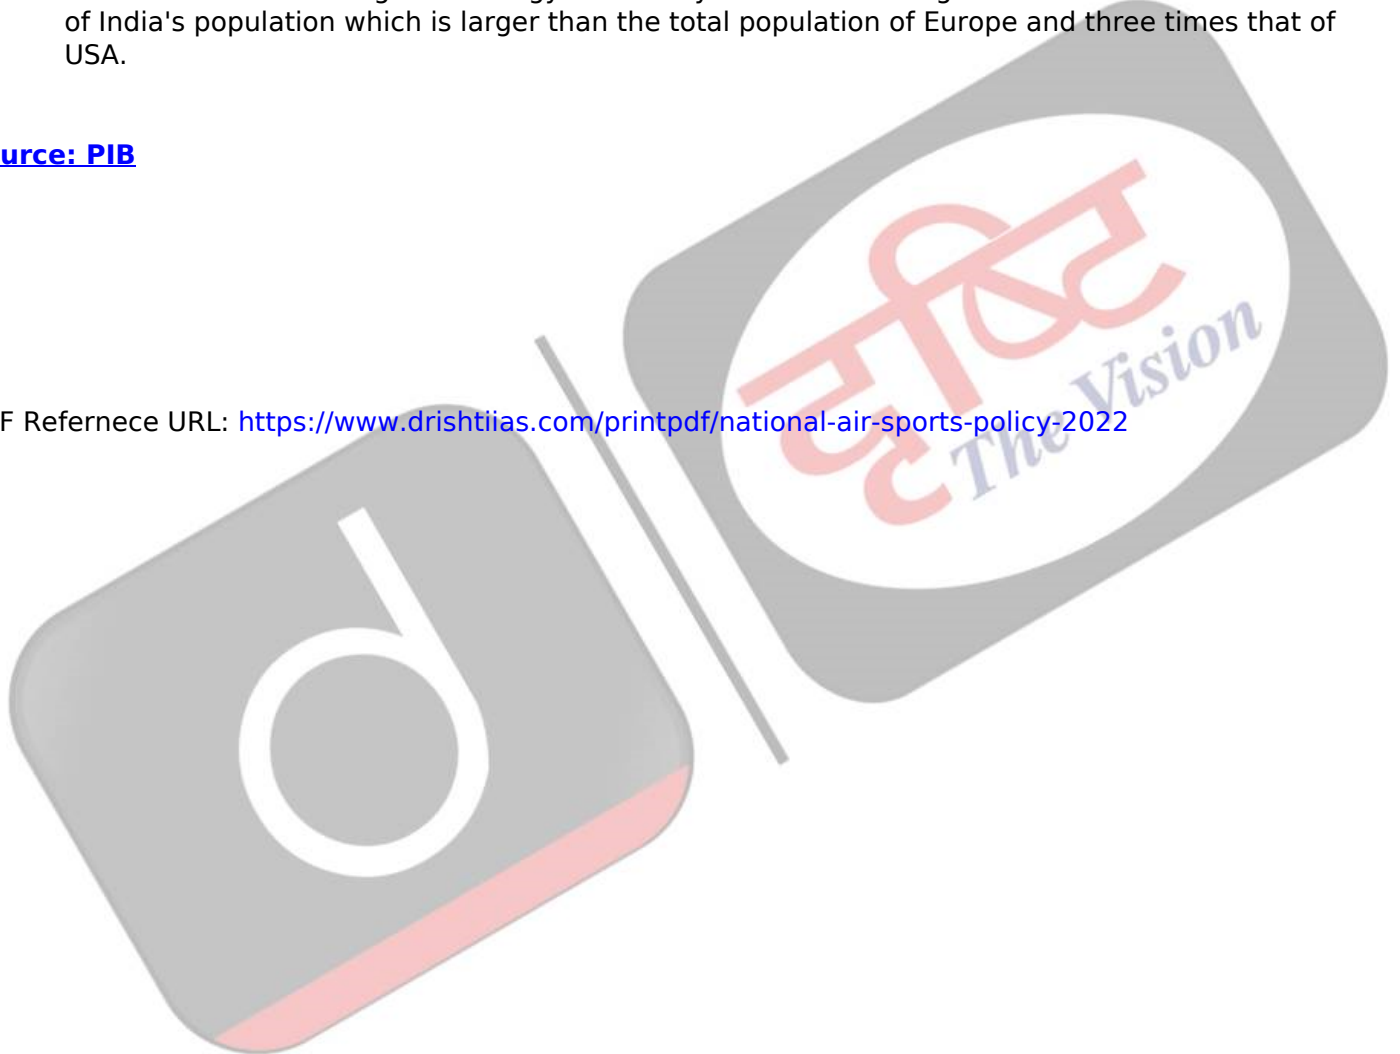 of India's population which is larger than the total population of Europe and three times that of
USA.
urce: PIB
F Refernece URL: https://www.drishtiias.com/printpdf/national-air-sports-policy-2022
दृष्टि
The Vision
d